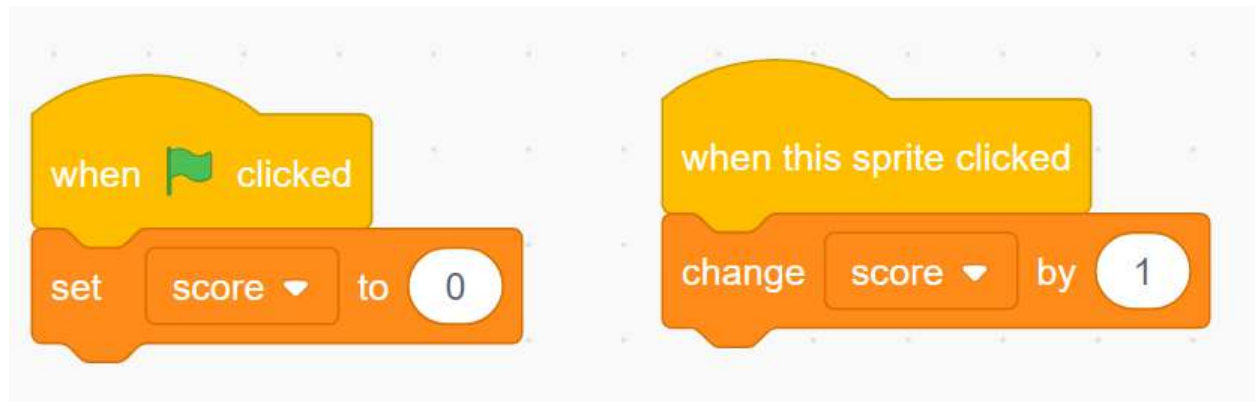 when clicked
set score to 0
when this sprite clicked
change score by 1